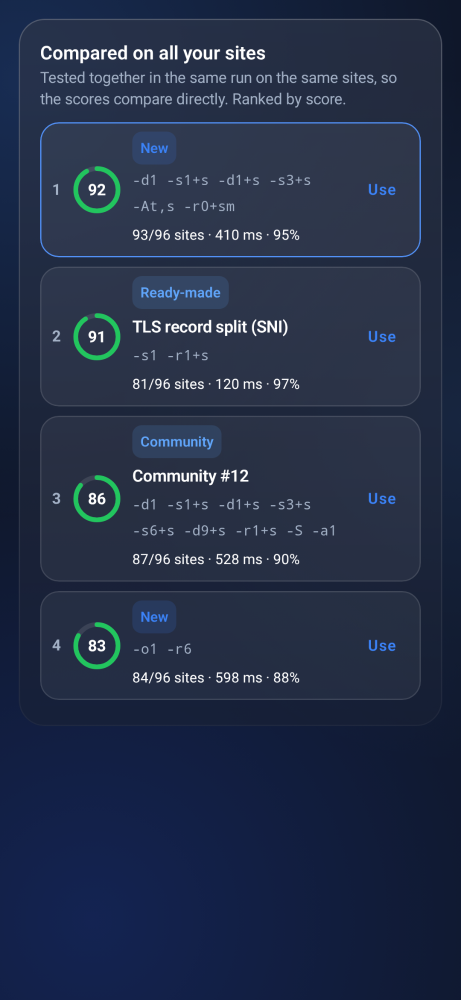 Compared on all your sites
Tested together in the same run on the same sites, so
the scores compare directly. Ranked by score.
New
1
92
-d1 -s1+s -d1+s -s3+s
-At,s -r0+sm
Use
93/96 sites · 410 ms · 95%
Ready-made
2
91
TLS record split (SNI)
-s1 -r1+s
Use
81/96 sites · 120 ms · 97%
Community
3
86
Community #12
-d1 -s1+s -d1+s -s3+s
-s6+s -d9+s -r1+s -S -a1
Use
87/96 sites · 528 ms · 90%
New
4
83
-o1 -r6
Use
84/96 sites · 598 ms · 88%